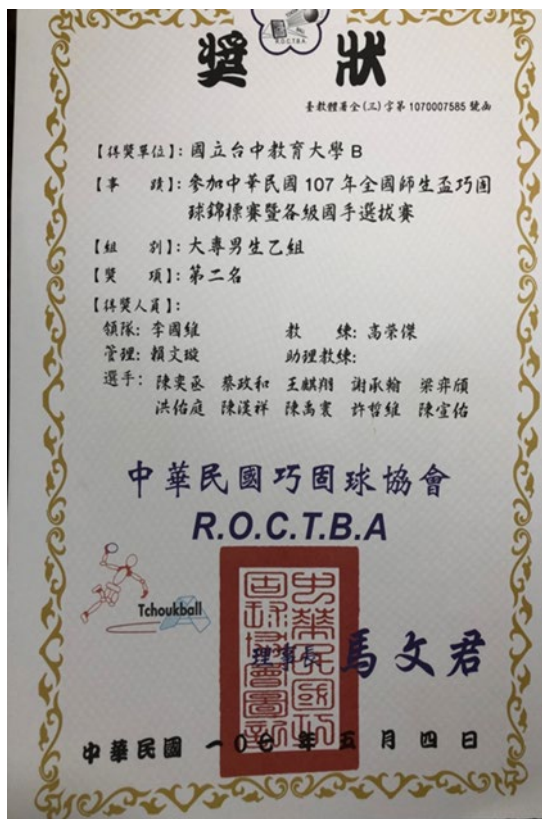 R.O.C.T.B.A
獎狀
臺教體署全(三)字第1070007585號函
【得獎單位】:國立台中教育大學B
【事 蹟】:參加中華民國107年全國師生盃巧固
球錦標賽暨各級國手選拔賽
【組 別】:大專男生乙組
【獎 項】:第二名
【得獎人員】:
領隊:李國維 教 練:高榮傑
管理:賴文璇 助理教練:
選手:陳奕丞 蔡政和 王麒翔 謝承翰 梁弈頎
洪佑庭 陳漢祥 陳禹寰 許哲維 陳宣佑
中華民國巧固球協會
R.O.C.T.B.A
Tchoukball
中華民國巧固球協會圖記
理事長 馬文君
中華民國一〇七年五月四日